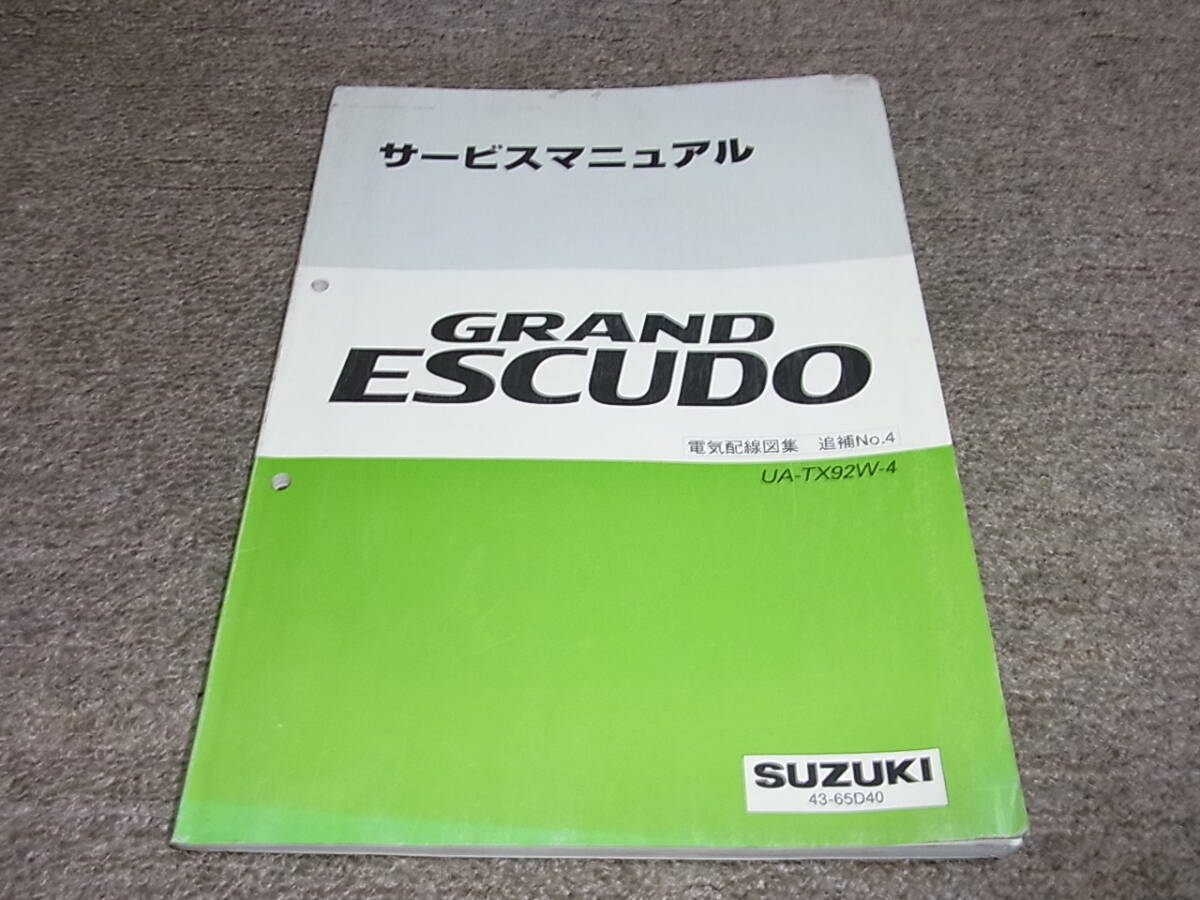 サービスマニュアル
GRAND
ESCUDO
電気配線図集　追補No.4
UA-TX92W-4
SUZUKI
43-65D40